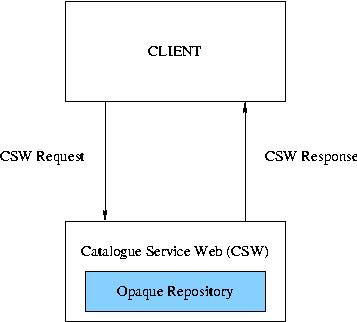 CLIENT
CSW Request
CSW Response
Catalogue Service Web (CSW)
Opaque Repository